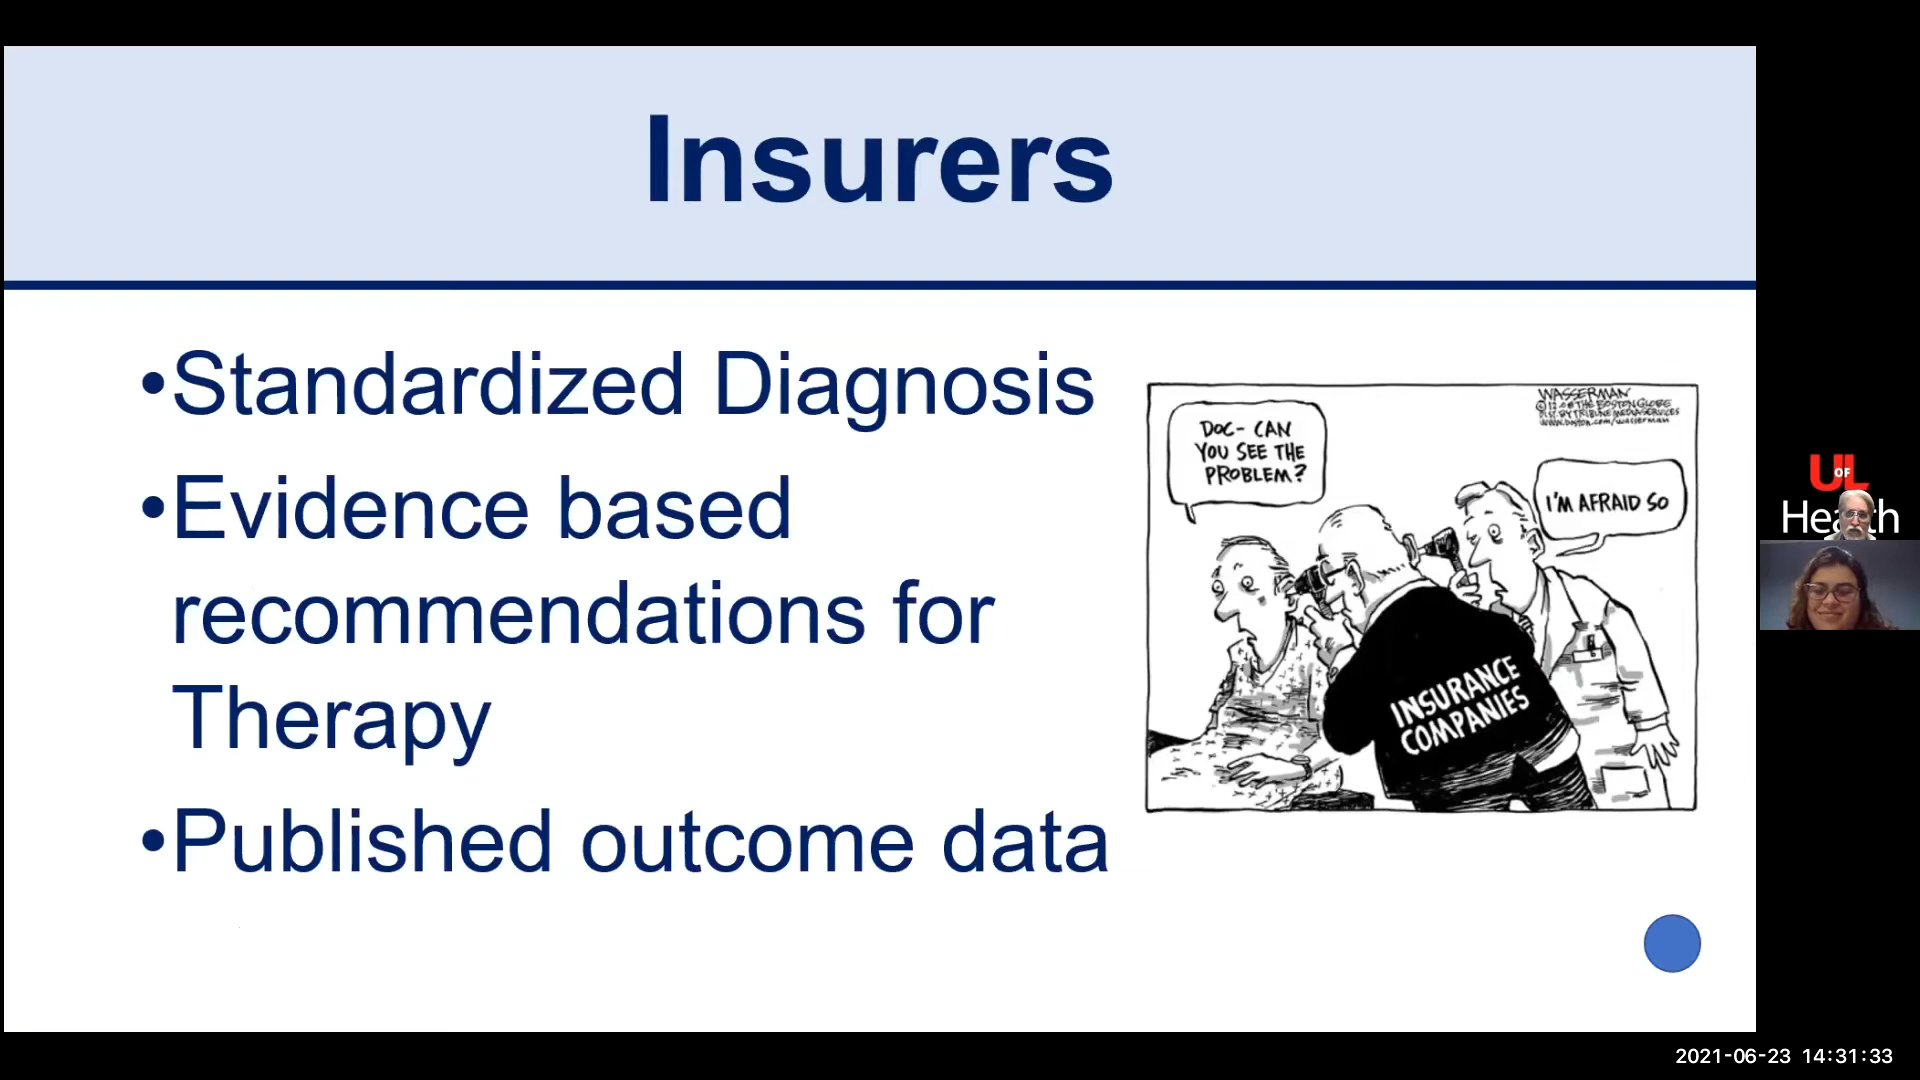 Insurers
•Standardized Diagnosis
•Evidence based
recommendations for
Therapy
•Published outcome data
WASSERMAN
DOC- CAN
YOU SEE THE
PROBLEM?
I'M AFRAID SO
INSURANCE
COMPANIES
U OF L
Health
2021-06-23 14:31:33